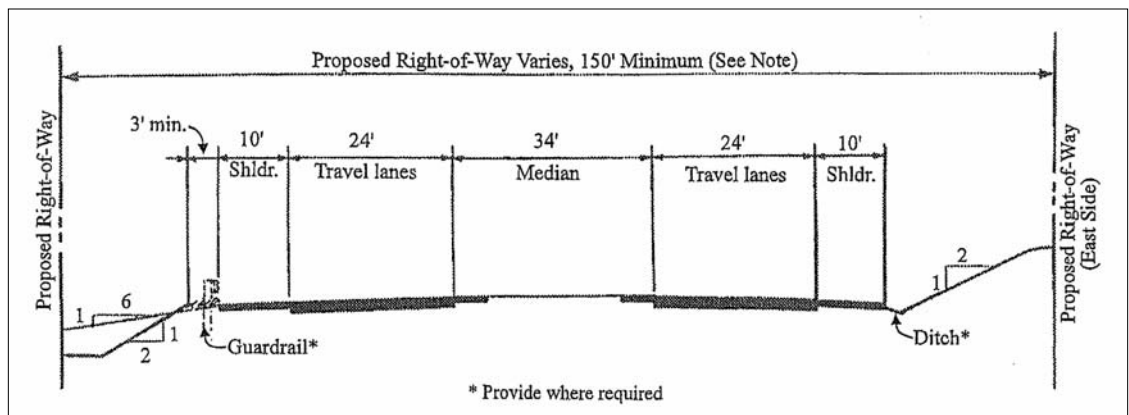 Proposed Right-of-Way Varies, 150' Minimum (See Note)
3' min.
10'
24'
34'
24'
10'
Shldr.
Travel lanes
Median
Travel lanes
Shldr.
Proposed Right-of-Way
Proposed Right-of-Way
(East Side)
2
1
6
1
1
2
Guardrail*
Ditch*
* Provide where required